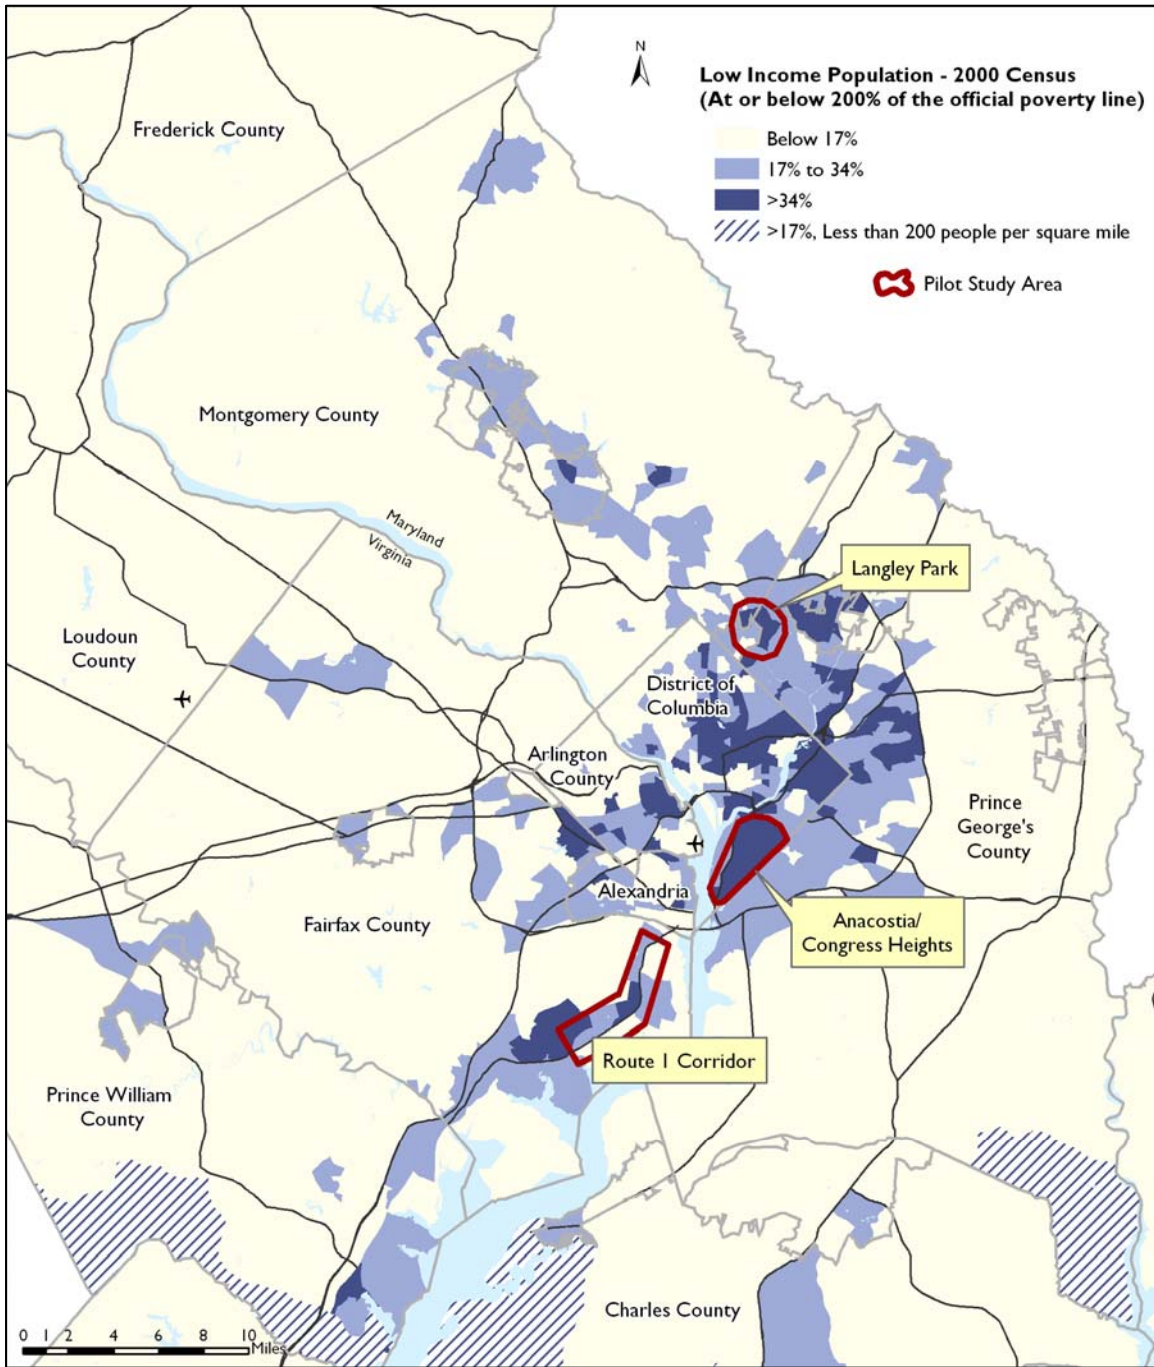 N
Low Income Population - 2000 Census
(At or below 200% of the official poverty line)
Below 17%
17% to 34%
>34%
>17%, Less than 200 people per square mile
Pilot Study Area
Frederick County
Montgomery County
Maryland
Virginia
Langley Park
Loudoun
County
District of
Columbia
Arlington
County
Prince
George's
County
Alexandria
Fairfax County
Anacostia/
Congress Heights
Route 1 Corridor
Prince William
County
Charles County
0 1 2 4 6 8 10
Miles